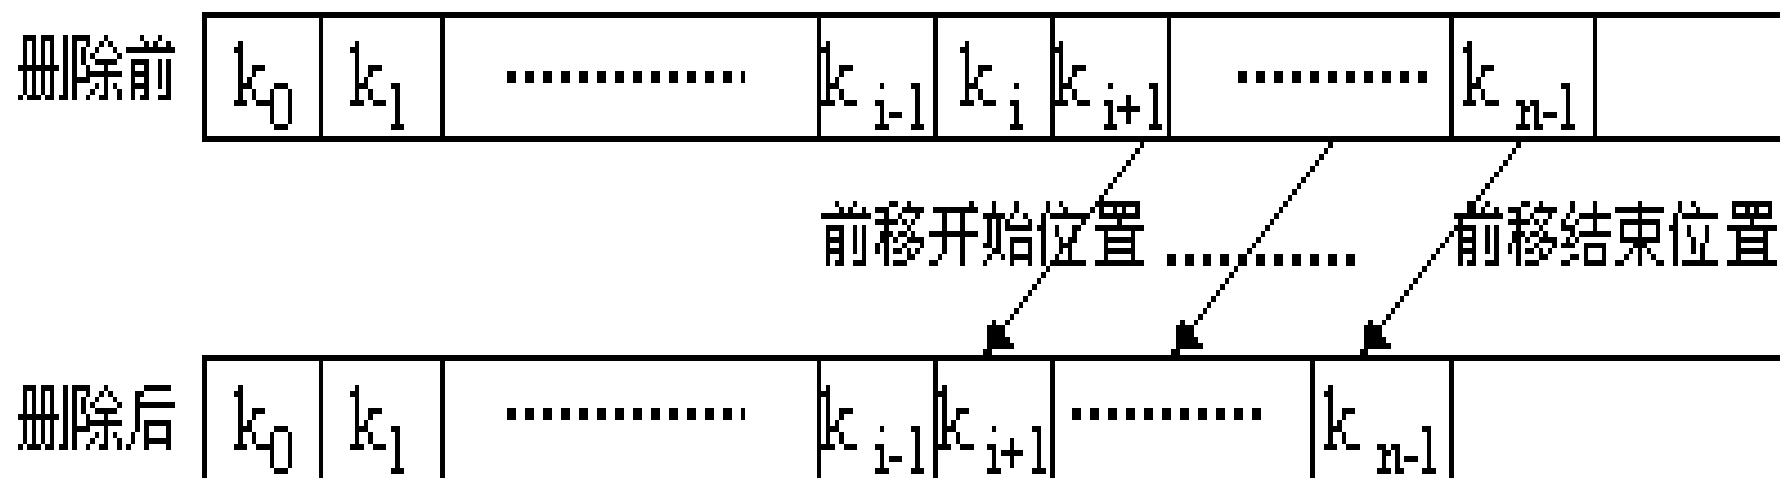 删除前 k0 k1 ………… ki-1 ki ki+1 ………… kn-1
前移开始位置 ………… 前移结束位置
删除后 k0 k1 ………… ki-1 ki+1 ………… kn-1